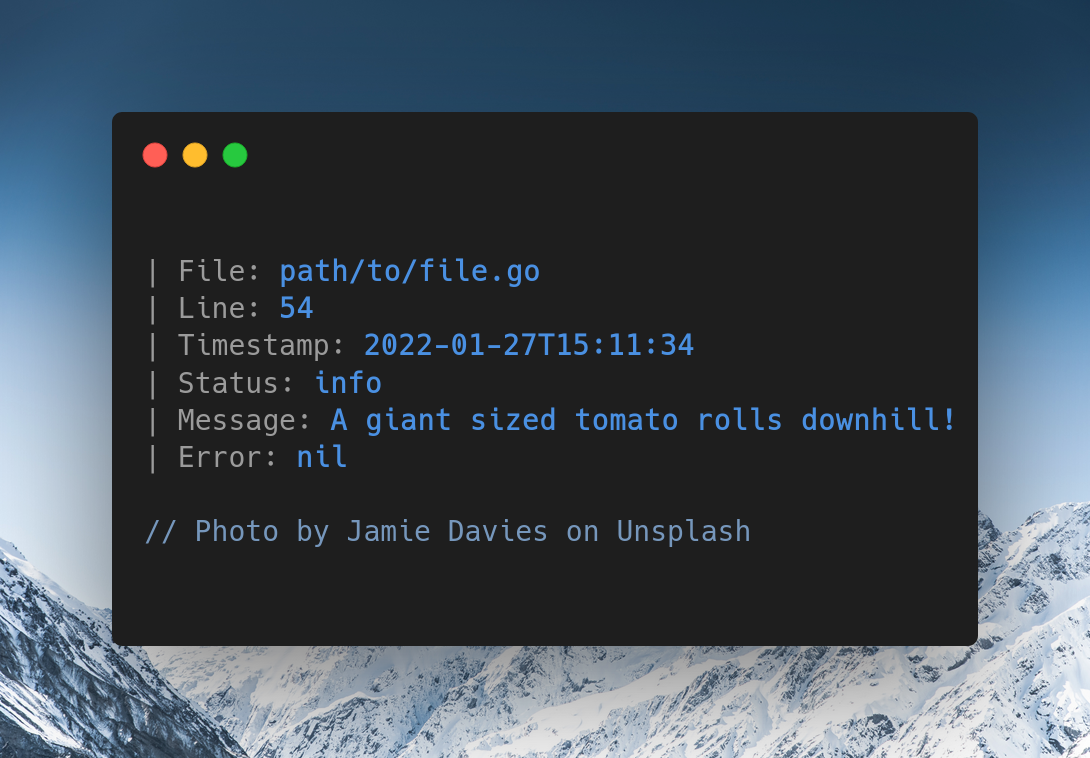 | File: path/to/file.go
| Line: 54
| Timestamp: 2022-01-27T15:11:34
| Status: info
| Message: A giant sized tomato rolls downhill!
| Error: nil
// Photo by Jamie Davies on Unsplash